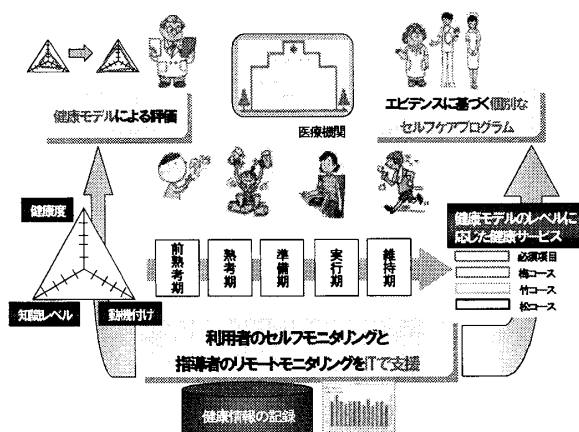 健康モデルによる評価
医療機関
エビデンスに基づく個別な
セルフケアプログラム
健康度
知識レベル
動機付け
前熟考期
熟考期
準備期
実行期
維持期
健康モデルのレベルに
応じた健康サービス
必須項目
梅コース
竹コース
松コース
利用者のセルフモニタリングと
指導者のリモートモニタリングをITで支援
健康情報の記録